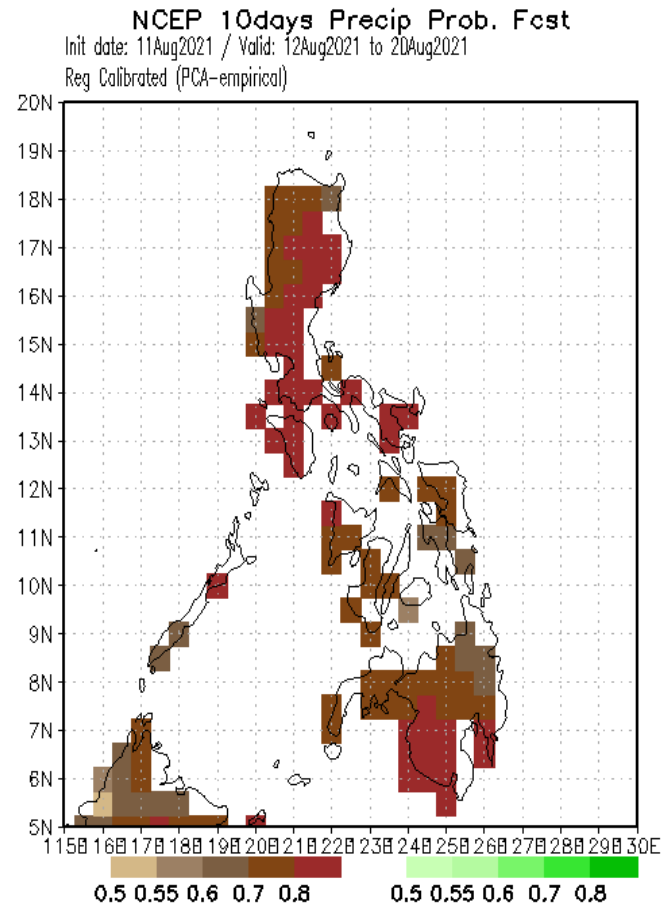 NCEP 10days Precip Prob. Fcst
Init date: 11Aug2021 / Valid: 12Aug2021 to 20Aug2021
Reg Calibrated (PCA-empirical)
20N
19N
18N
17N
16N
15N
14N
13N
12N
11N
10N
9N
8N
7N
6N
5N
115E 116E 117E 118E 119E 120E 121E 122E 123E 124E 125E 126E 127E 128E 129E 130E
0.5 0.55 0.6 0.7 0.8 0.5 0.55 0.6 0.7 0.8